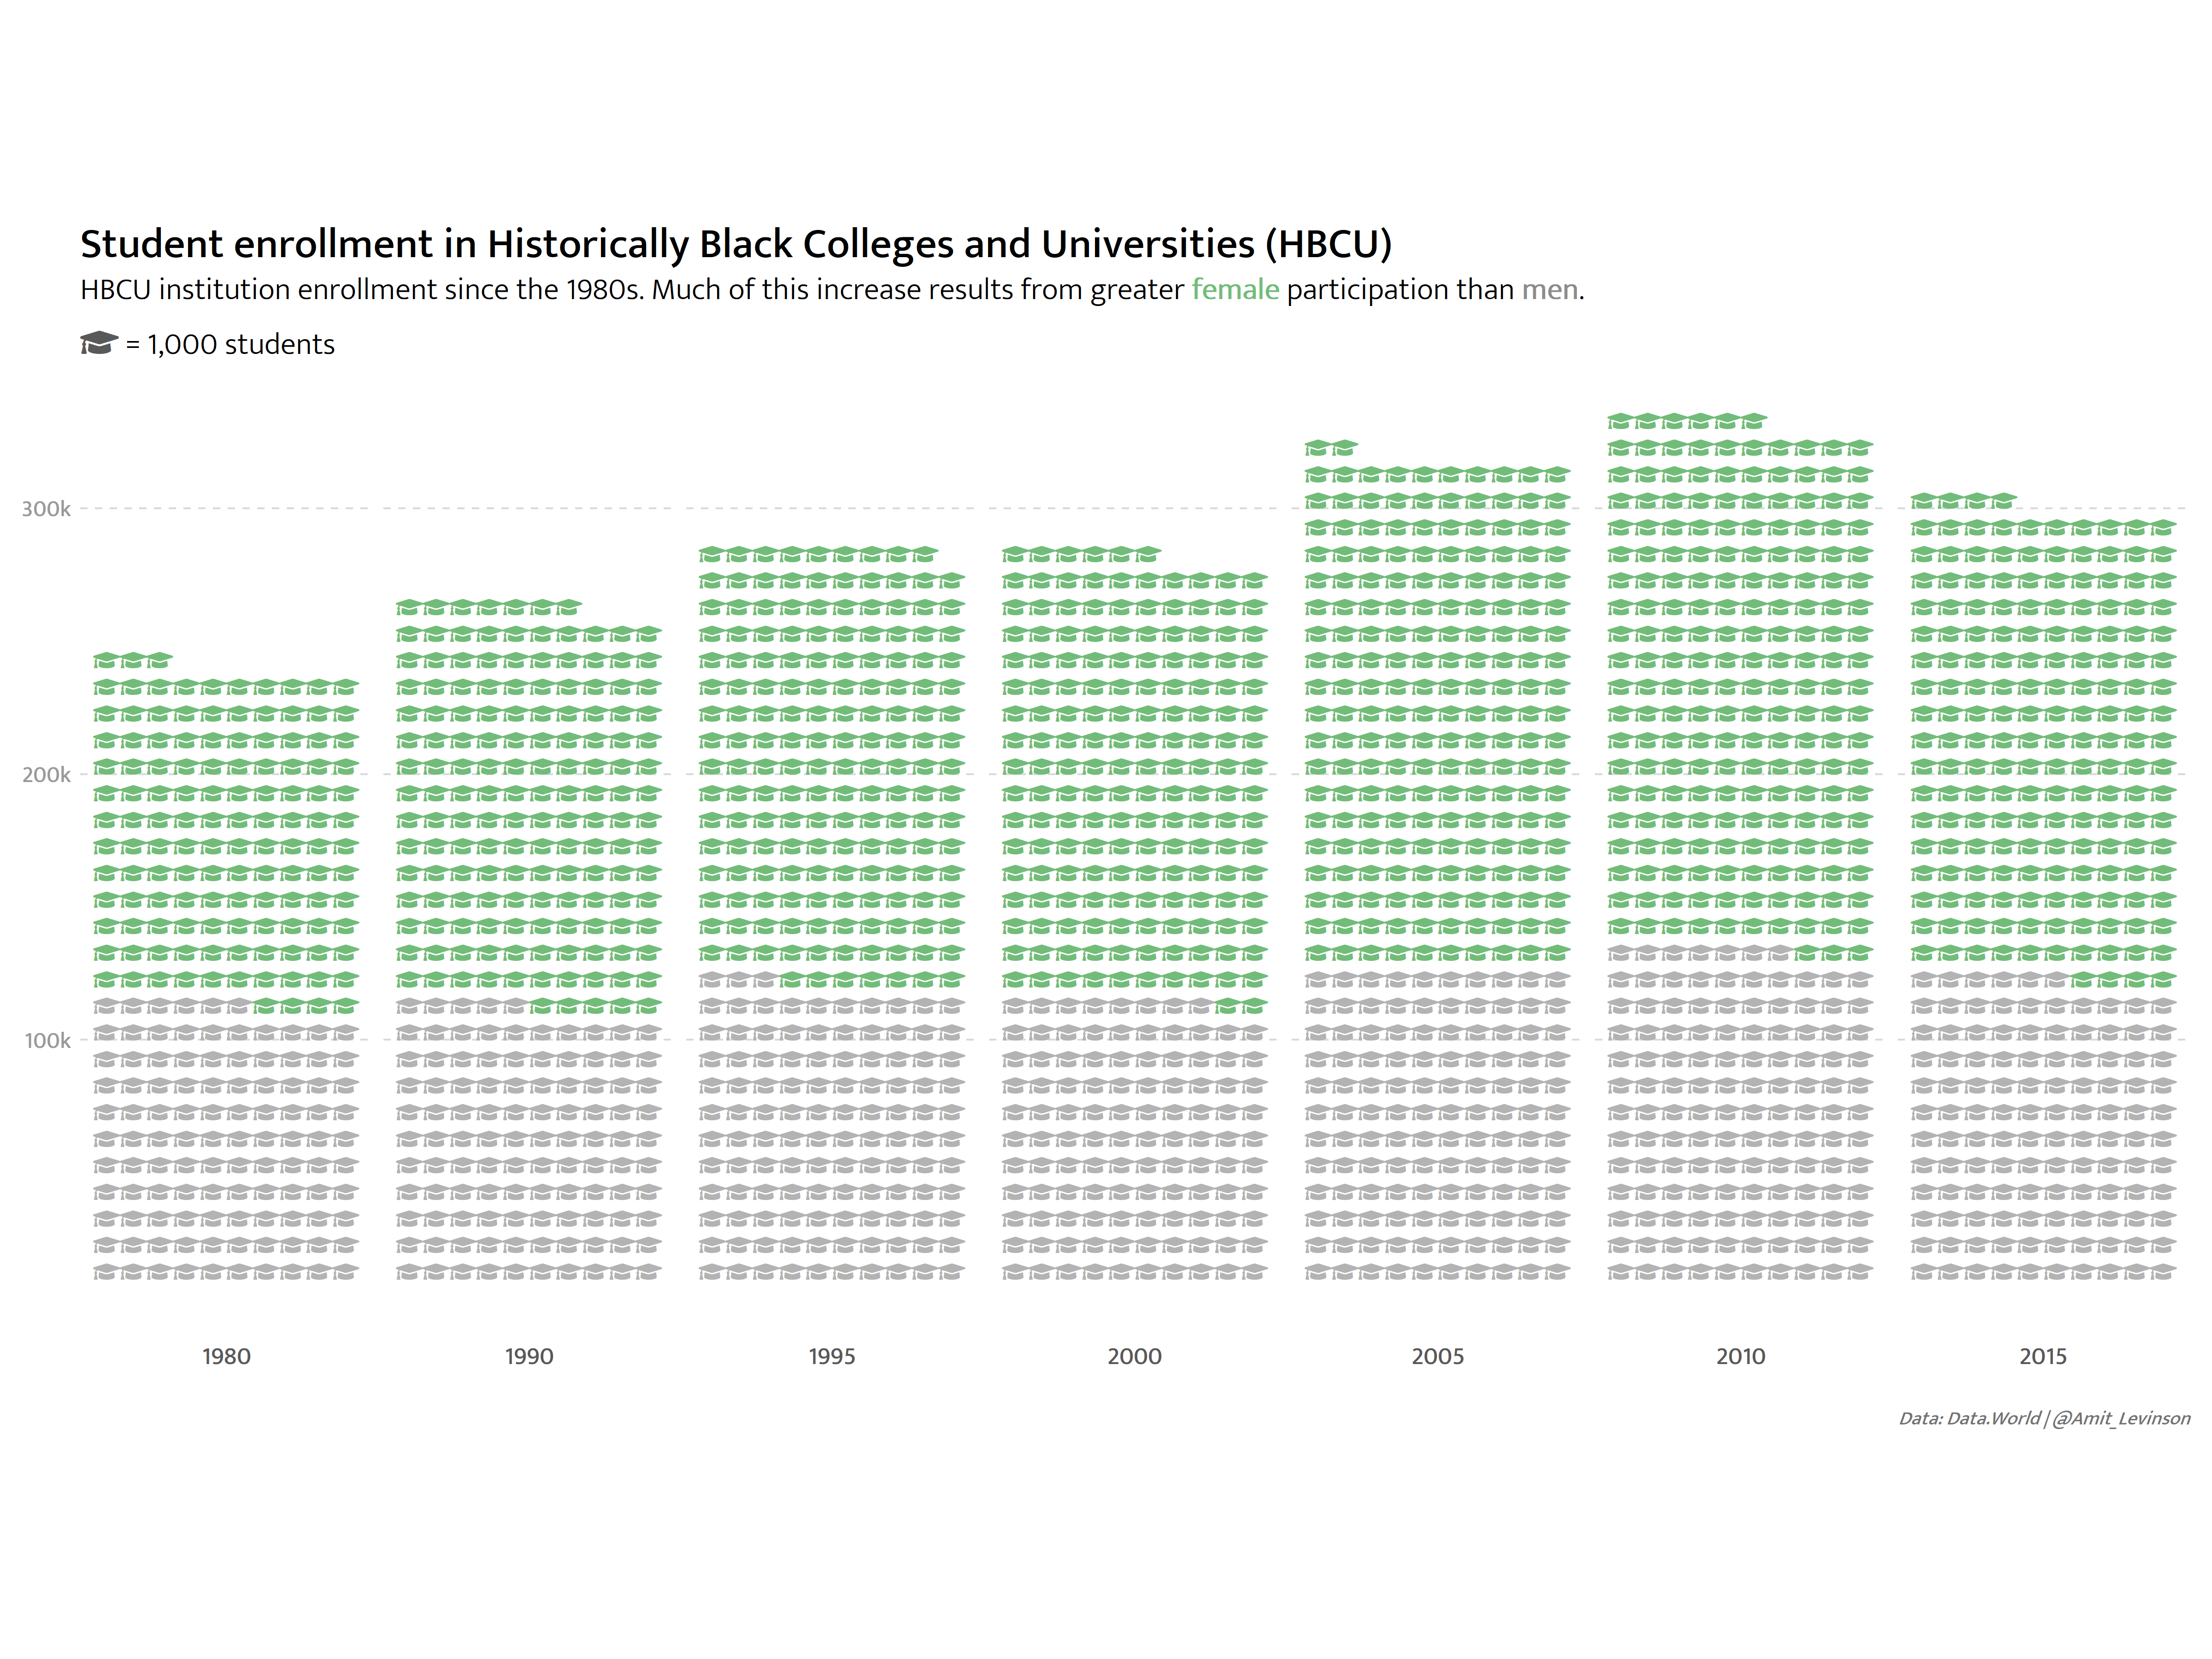 Student enrollment in Historically Black Colleges and Universities (HBCU)
HBCU institution enrollment since the 1980s. Much of this increase results from greater female participation than men.
= 1,000 students
300k
200k
100k
1980 1990 1995 2000 2005 2010 2015
Data: Data.World | @Amit_Levinson